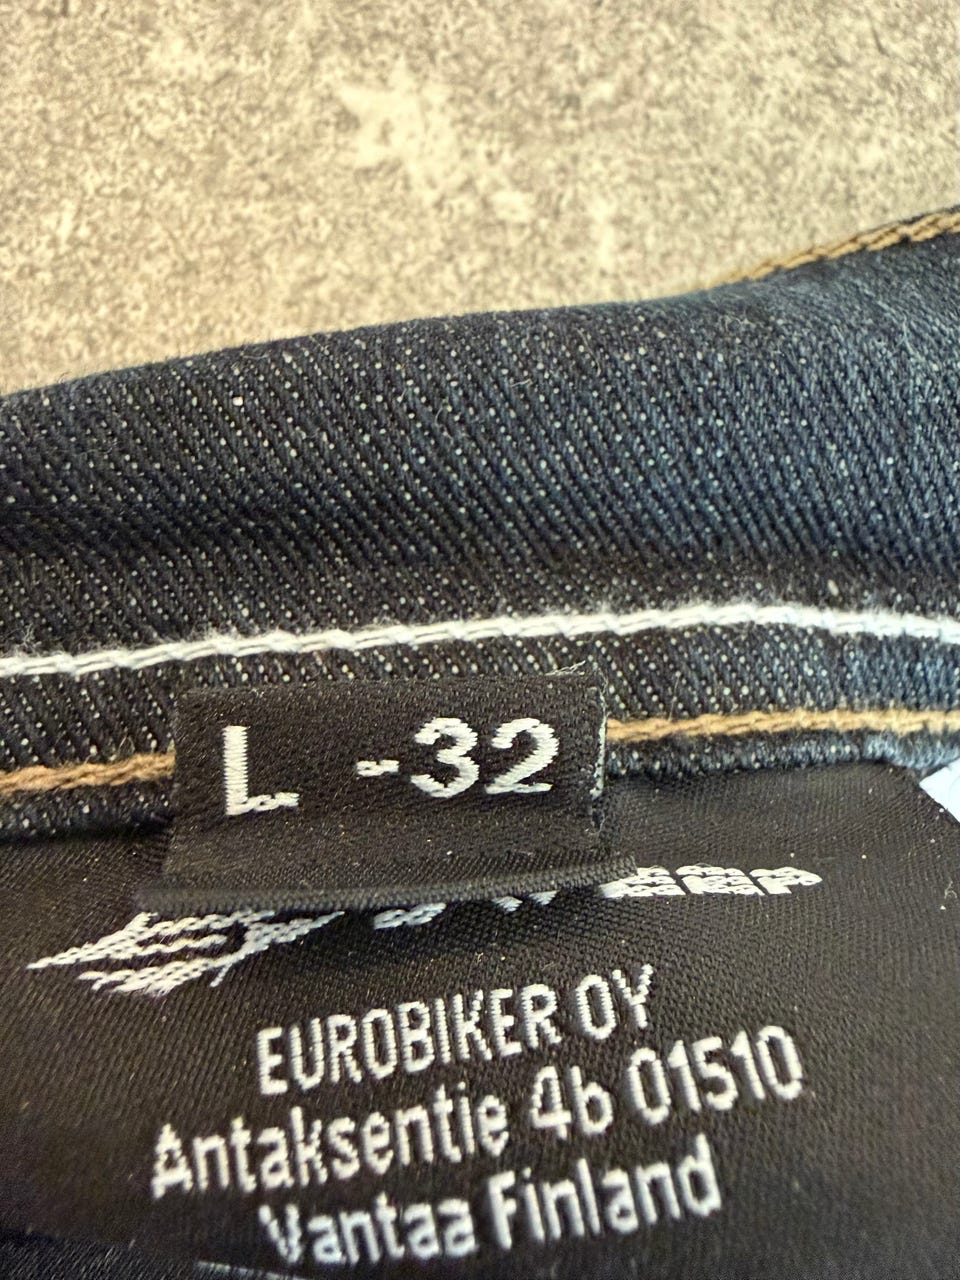 L -32
EUROBIKER OY
Antaksentie 4b 01510
Vantaa Finland